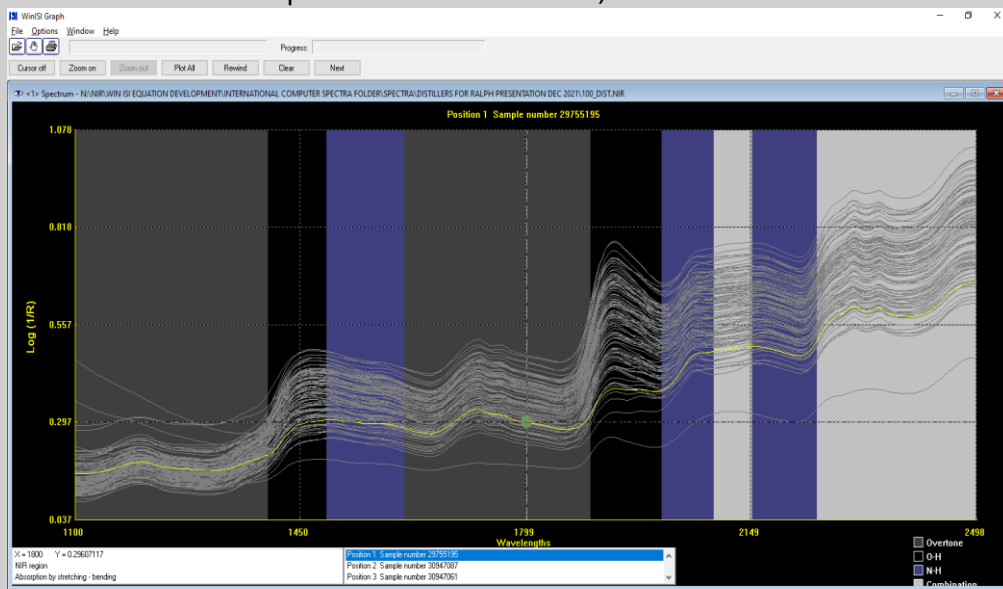 WinISI Graph
File Options Window Help
Progress:
Cursor off Zoom on Zoom out Plot All Rewind Clear Next
<1> Spectrum - N:\NIR\WIN ISI EQUATION DEVELOPMENT\INTERNATIONAL COMPUTER SPECTRA FOLDER\SPECTRA\DISTILLERS FOR RALPH PRESENTATION DEC 2021\100_DIST.NIR
Position 1 Sample number 29755195
1.078
0.818
0.557
Log (1/R)
0.297
0.037
1100 1450 1799 2149 2498
Wavelengths
Overtone
O-H
N-H
Combination
X = 1800 Y = 0.29607117
NIR region
Absorption by stretching - bending
Position 1 Sample number 29755195
Position 2 Sample number 30947087
Position 3 Sample number 30947061